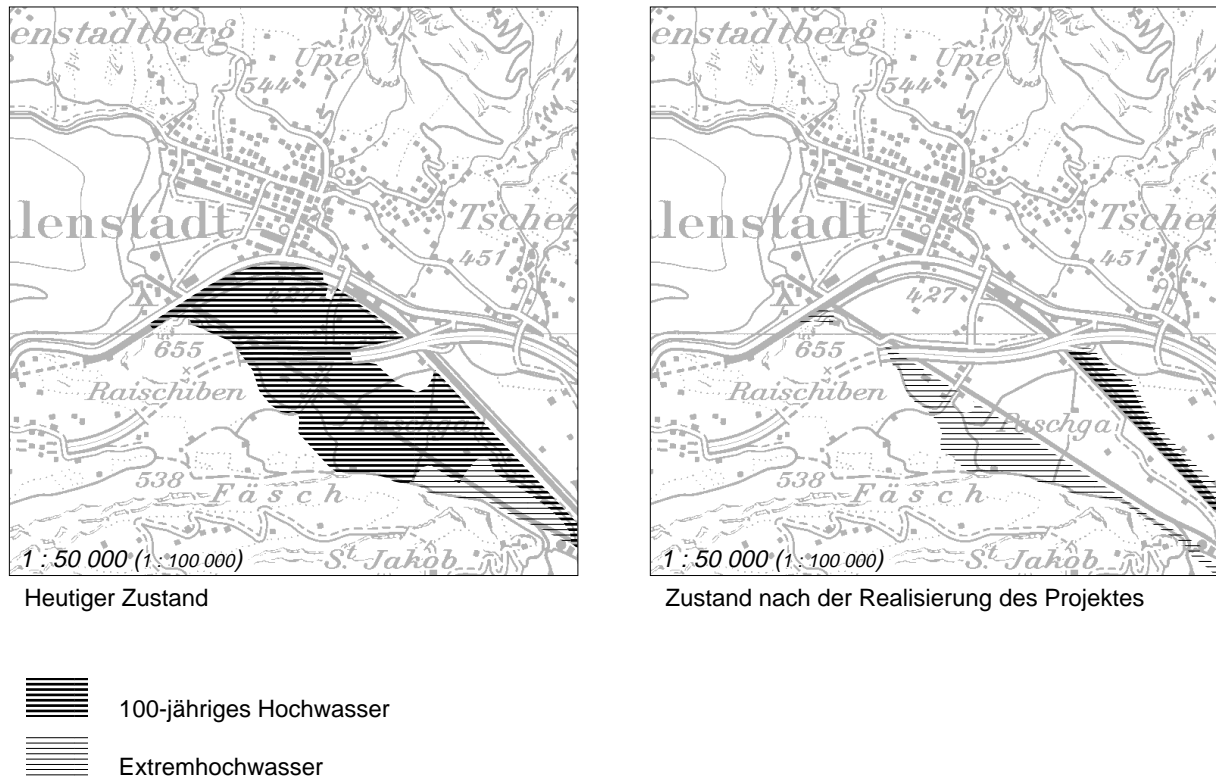 enstadtberg
Upie
544
lenstadt
Tscher
451
427
655
Raischiben
Paschga
538
Fäsch
St. Jakob
1 : 50 000 (1 : 100 000)
Heutiger Zustand
enstadtberg
Upie
544
lenstadt
Tscher
451
427
655
Raischiben
Paschga
538
Fäsch
St. Jakob
1 : 50 000 (1 : 100 000)
Zustand nach der Realisierung des Projektes
100-jähriges Hochwasser
Extremhochwasser